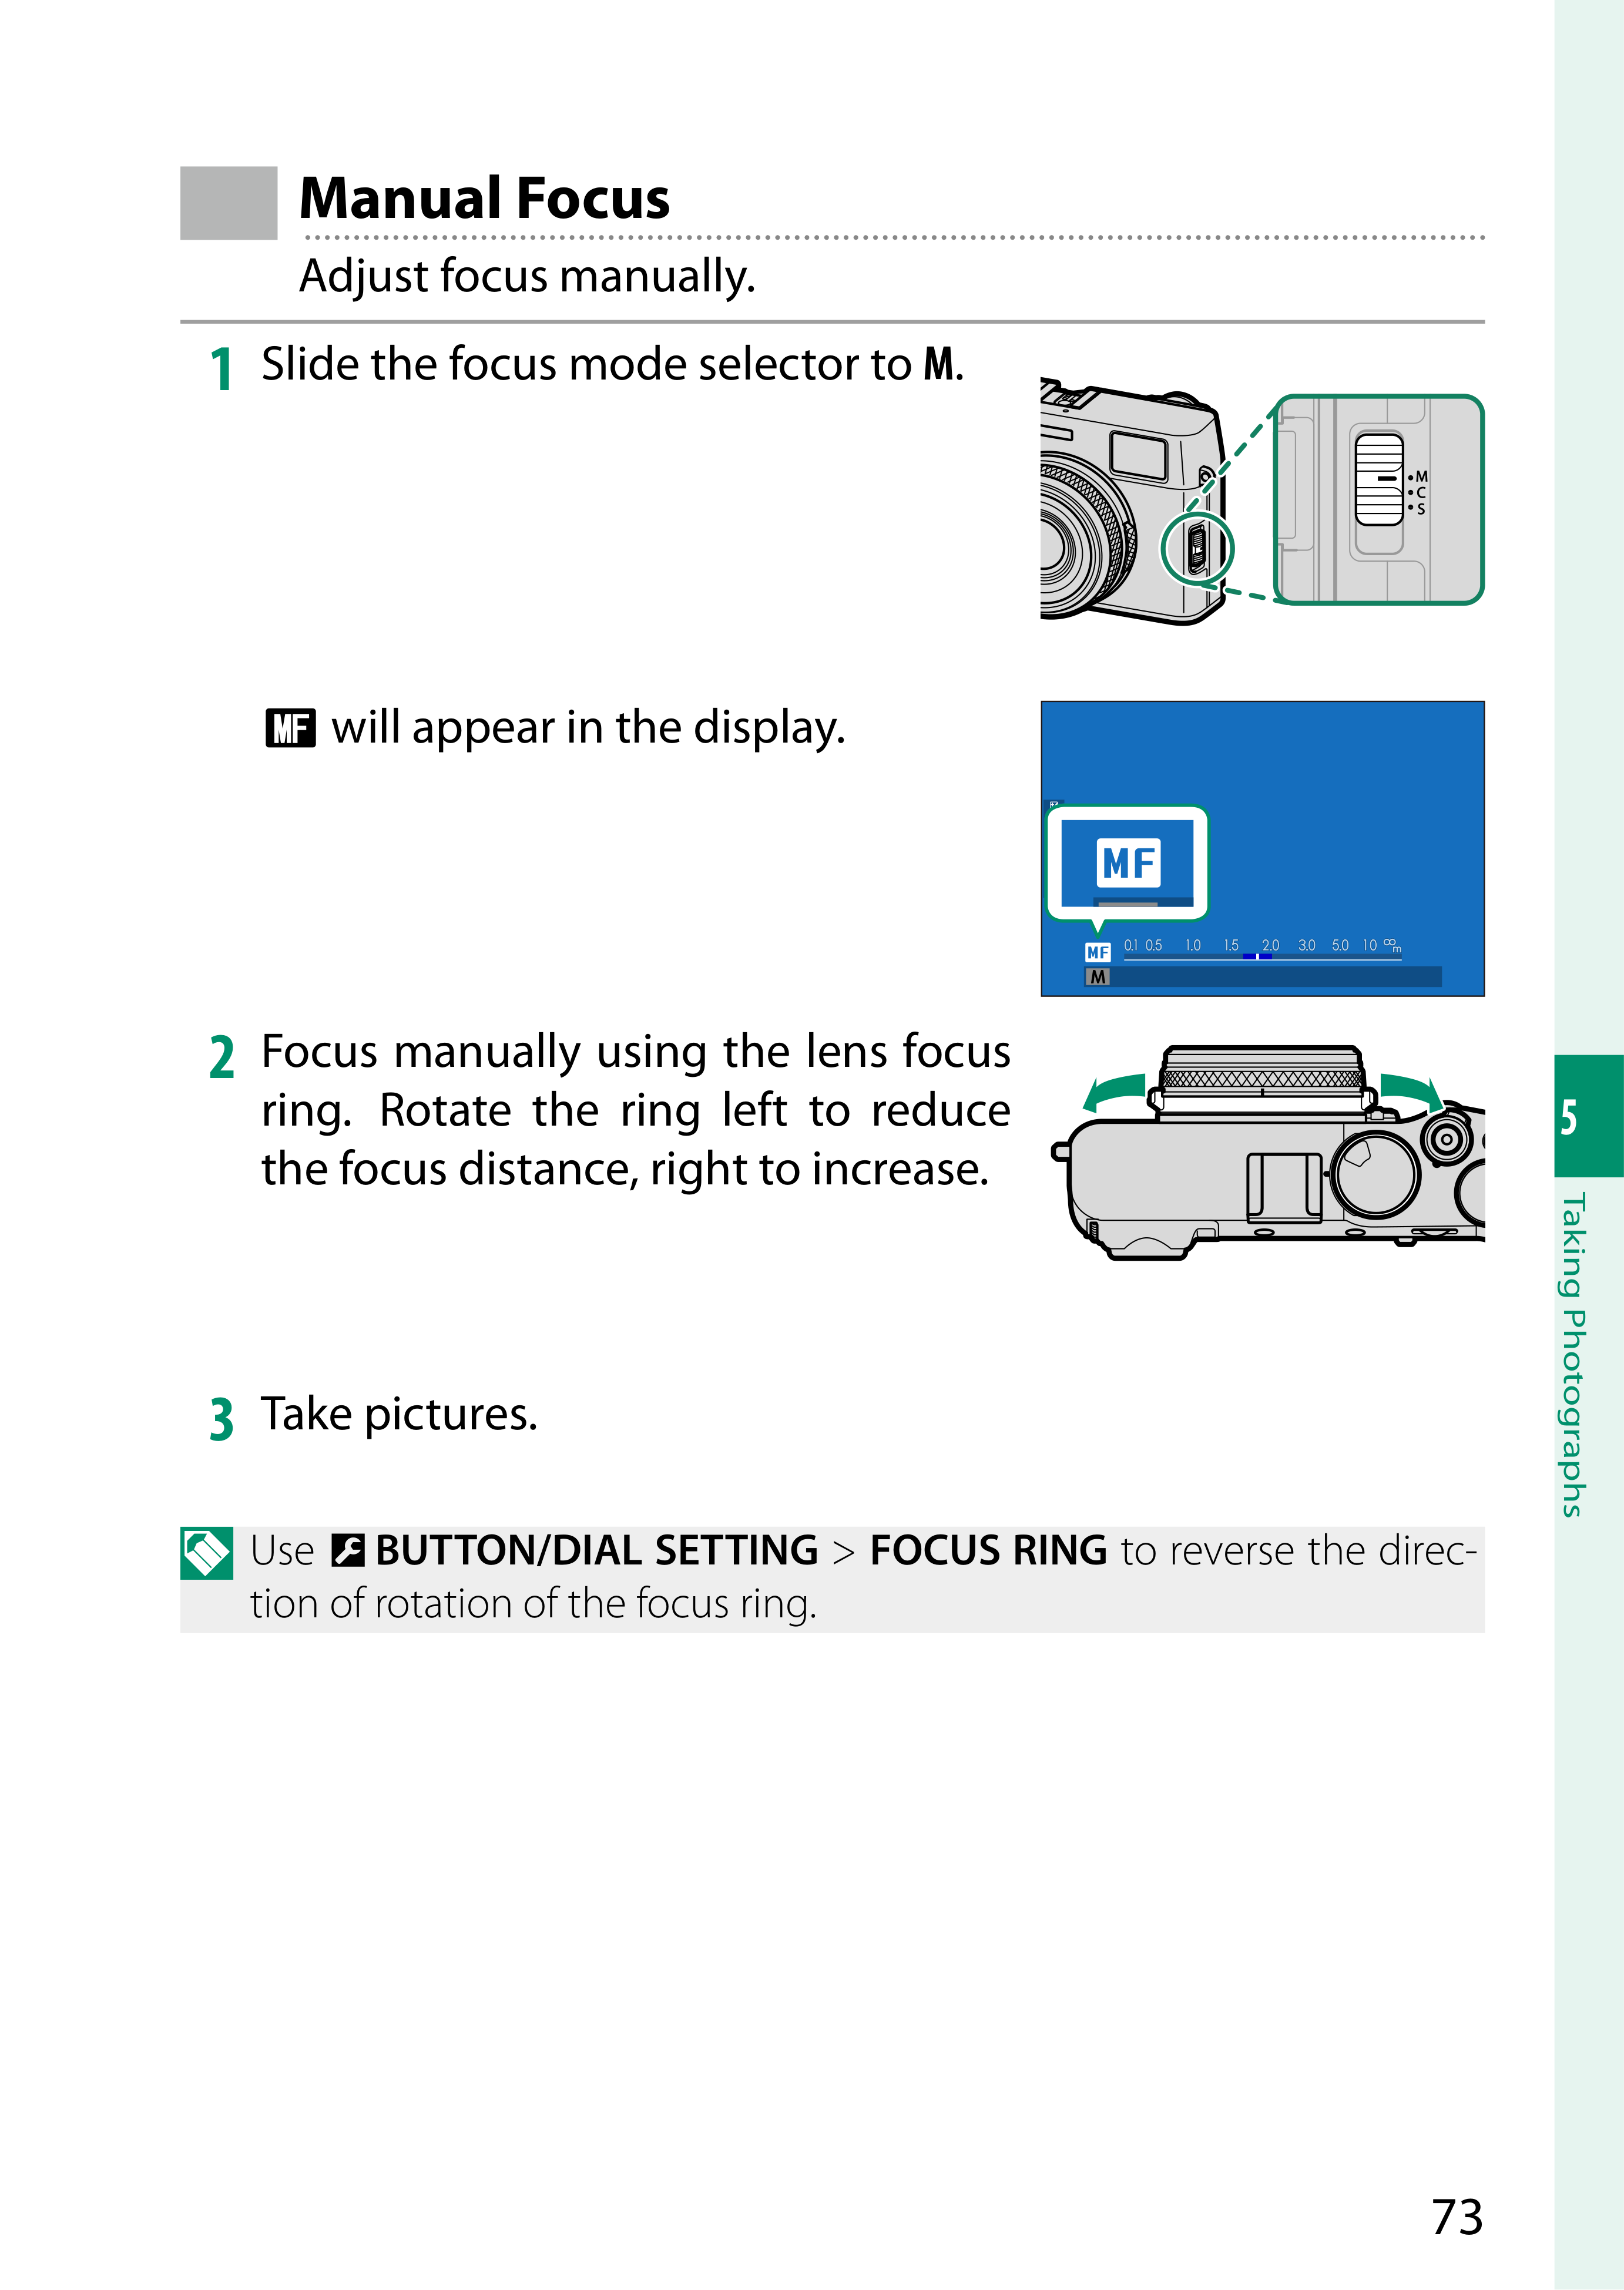 Manual Focus
Adjust focus manually.
1 Slide the focus mode selector to M.
M
C
S
MF will appear in the display.
MF
MF 0.1 0.5 1.0 1.5 2.0 3.0 5.0 10 ∞ m
M
2 Focus manually using the lens focus
ring. Rotate the ring left to reduce
the focus distance, right to increase.
3 Take pictures.
Use BUTTON/DIAL SETTING > FOCUS RING to reverse the direc-
tion of rotation of the focus ring.
5
Taking Photographs
73